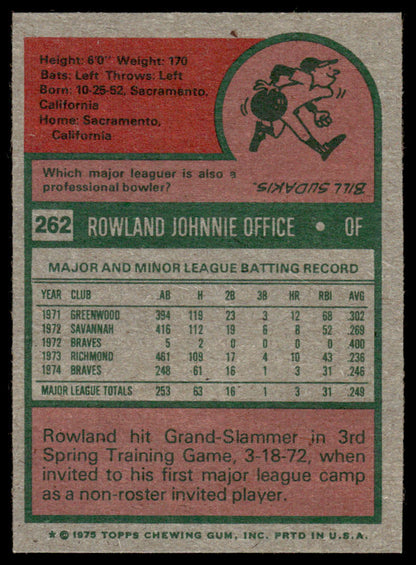 Height: 6'0" Weight: 170
Bats: Left Throws: Left
Born: 10-25-52, Sacramento,
California
Home: Sacramento,
California
Which major leaguer is also a
professional bowler?
BILL SUDAKIS.
262 ROWLAND JOHNNIE OFFICE • OF
MAJOR AND MINOR LEAGUE BATTING RECORD
YEAR CLUB AB H 2B 3B HR RBI AVG
1971 GREENWOOD 394 119 23 3 12 68 .302
1972 SAVANNAH 416 112 19 6 8 52 .269
1972 BRAVES 5 2 0 0 0 0 .400
1973 RICHMOND 461 109 17 4 10 43 .236
1974 BRAVES 248 61 16 1 3 31 .246
MAJOR LEAGUE TOTALS 253 63 16 1 3 31 .249
Rowland hit Grand-Slammer in 3rd
Spring Training Game, 3-18-72, when
invited to his first major league camp
as a non-roster invited player.
* © 1975 TOPPS CHEWING GUM, INC. PRTD IN U.S.A.